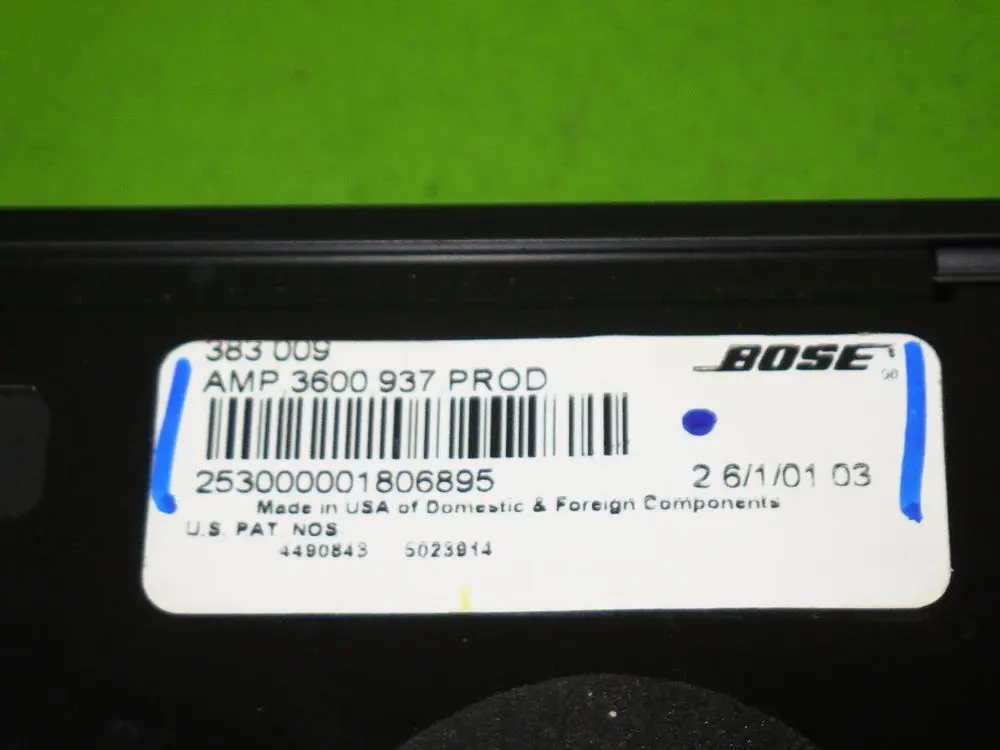 383 009
AMP 3600 937 PROD
BOSE
253000001806895
2 6/1/01 03
Made in USA of Domestic & Foreign Components
U.S. PAT NOS
4490843 5023914